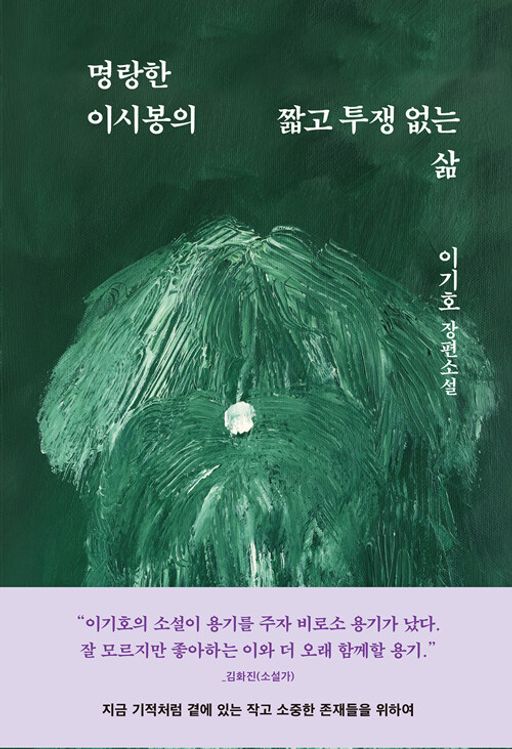 명랑한
이시봉의 짧고 투쟁 없는
삶
이기호 장편소설
“이기호의 소설이 용기를 주자 비로소 용기가 났다.
잘 모르지만 좋아하는 이와 더 오래 함께할 용기.”
_김화진(소설가)
지금 기적처럼 곁에 있는 작고 소중한 존재들을 위하여